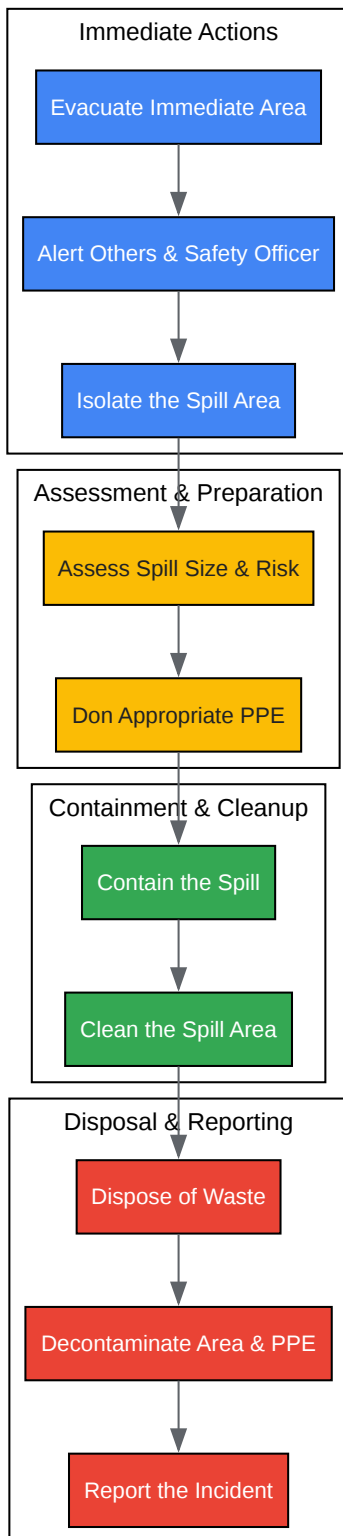 Immediate Actions
Evacuate Immediate Area
Alert Others & Safety Officer
Isolate the Spill Area
Assessment & Preparation
Assess Spill Size & Risk
Don Appropriate PPE
Containment & Cleanup
Contain the Spill
Clean the Spill Area
Disposal & Reporting
Dispose of Waste
Decontaminate Area & PPE
Report the Incident